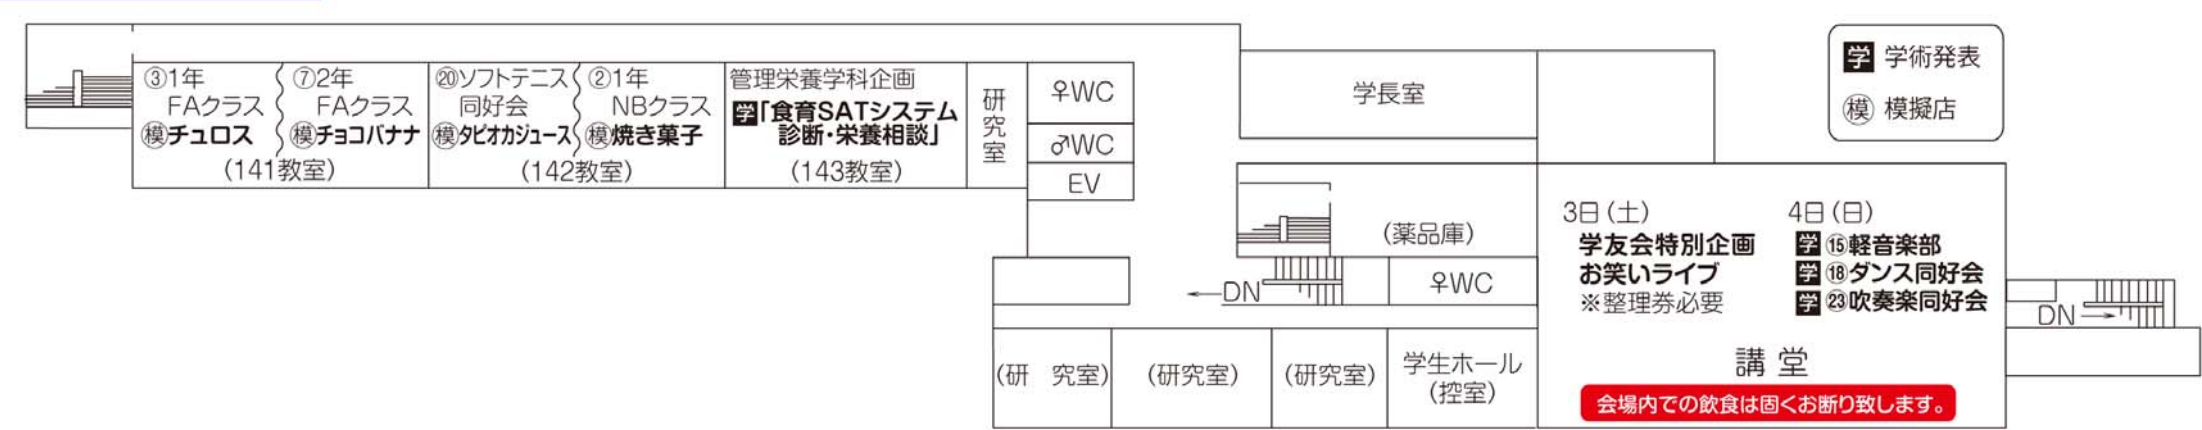 ③1年
FAクラス
㋲チュロス
⑦2年
FAクラス
㋲チョコバナナ
(141教室)
⑳ソフトテニス
同好会
㋲タピオカジュース
②1年
NBクラス
㋲焼き菓子
(142教室)
管理栄養学科企画
学「食育SATシステム
診断・栄養相談」
(143教室)
研究室
♀WC
♂WC
EV
学長室
(薬品庫)
♀WC
←DN
(研 究室)
(研究室)
(研究室)
学生ホール
(控室)
3日(土)
学友会特別企画
お笑いライブ
※整理券必要
4日(日)
学⑮軽音楽部
学⑱ダンス同好会
学㉓吹奏楽同好会
講堂
会場内での飲食は固くお断り致します。
DN→
学 学術発表
模 模擬店